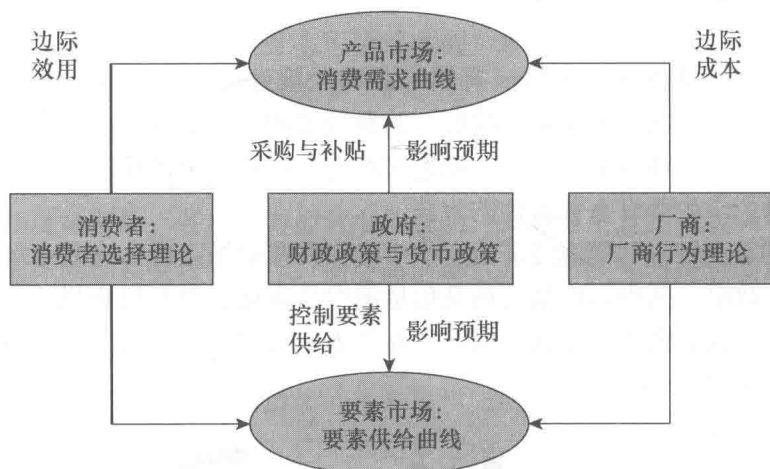 边际
效用
产品市场：
消费需求曲线
边际
成本
采购与补贴
影响预期
消费者：
消费者选择理论
政府：
财政政策与货币政策
厂商：
厂商行为理论
控制要素
供给
影响预期
要素市场：
要素供给曲线